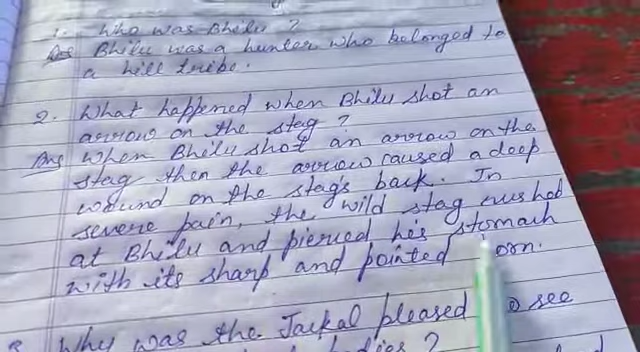 1. Who was Bhilu ?
Ans Bhilu was a hunter who belonged to
a hill tribe.
2. What happened when Bhilu shot an
arrow on the stag ?
Ans When Bhilu shot an arrow on the
stag then the arrow caused a deep
wound on the stag's back. In
severe pain, the wild stag rushed
at Bhilu and pierced his stomach
with its sharp and pointed
Why was the Jackal pleased see